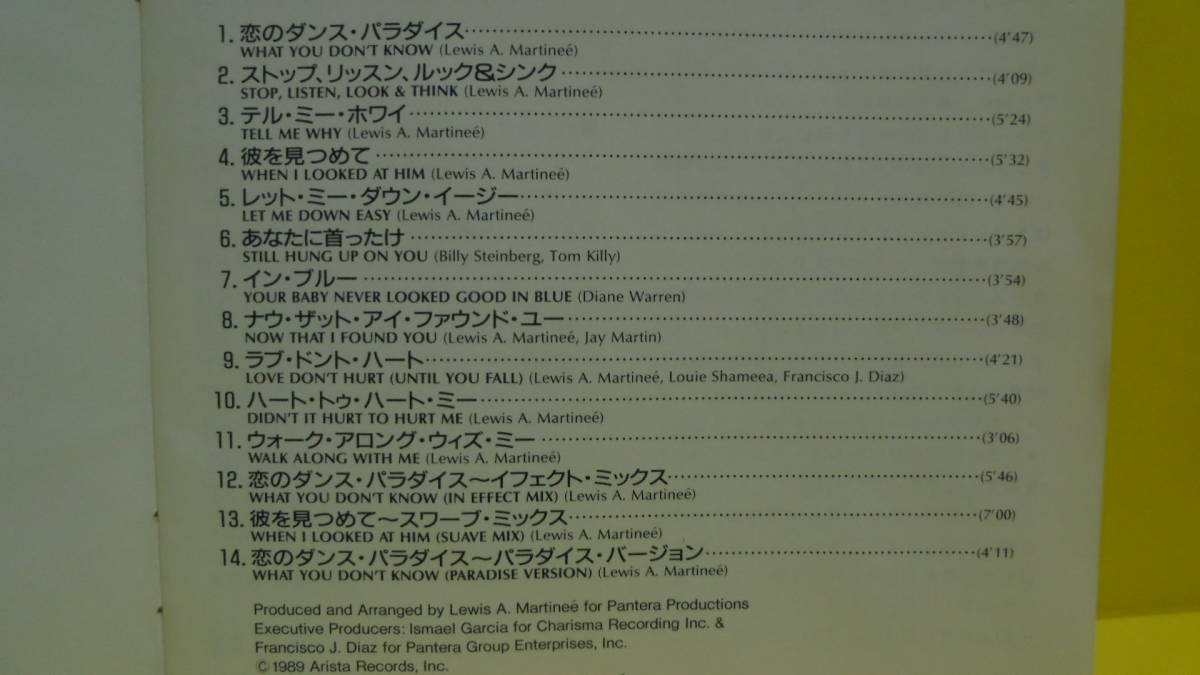 1. 恋のダンス・パラダイス……(4'47)
WHAT YOU DON'T KNOW (Lewis A. Martineé)
2. ストップ、リッスン、ルック&シンク……(4'09)
STOP, LISTEN, LOOK & THINK (Lewis A. Martineé)
3. テル・ミー・ホワイ……(5'24)
TELL ME WHY (Lewis A. Martineé)
4. 彼を見つめて……(5'32)
WHEN I LOOKED AT HIM (Lewis A. Martineé)
5. レット・ミー・ダウン・イージー……(4'45)
LET ME DOWN EASY (Lewis A. Martineé)
6. あなたに首ったけ……(3'57)
STILL HUNG UP ON YOU (Billy Steinberg, Tom Killy)
7. イン・ブルー……(3'54)
YOUR BABY NEVER LOOKED GOOD IN BLUE (Diane Warren)
8. ナウ・ザット・アイ・ファウンド・ユー……(3'48)
NOW THAT I FOUND YOU (Lewis A. Martineé, Jay Martin)
9. ラブ・ドント・ハート……(4'21)
LOVE DON'T HURT (UNTIL YOU FALL) (Lewis A. Martineé, Louie Shameea, Francisco J. Diaz)
10. ハート・トゥ・ハート・ミー……(5'40)
DIDN'T IT HURT TO HURT ME (Lewis A. Martineé)
11. ウォーク・アロング・ウィズ・ミー……(3'06)
WALK ALONG WITH ME (Lewis A. Martineé)
12. 恋のダンス・パラダイス〜イフェクト・ミックス……(5'46)
WHAT YOU DON'T KNOW (IN EFFECT MIX) (Lewis A. Martineé)
13. 彼を見つめて〜スワーブ・ミックス……(7'00)
WHEN I LOOKED AT HIM (SUAVE MIX) (Lewis A. Martineé)
14. 恋のダンス・パラダイス〜パラダイス・バージョン……(4'11)
WHAT YOU DON'T KNOW (PARADISE VERSION) (Lewis A. Martineé)
Produced and Arranged by Lewis A. Martineé for Pantera Productions
Executive Producers: Ismael Garcia for Charisma Recording Inc. &
Francisco J. Diaz for Pantera Group Enterprises, Inc.
©1989 Arista Records, Inc.